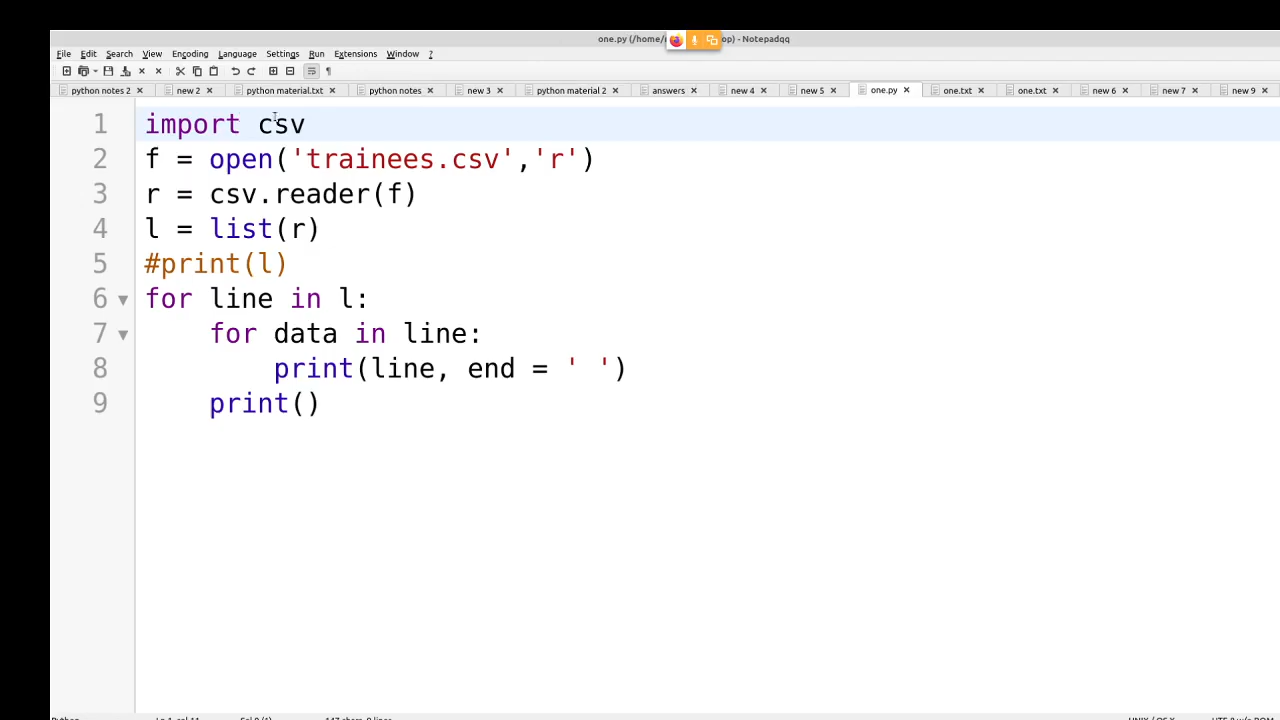 one.py (/home/ op) - Notepadqq
File Edit Search View Encoding Language Settings Run Extensions Window ?
python notes 2 new 2 python material.txt python notes new 3 python material 2 answers new 4 new 5 one.py one.txt one.txt new 6 new 7 new 9
1 import csv
2 f = open('trainees.csv','r')
3 r = csv.reader(f)
4 l = list(r)
5 #print(l)
6 for line in l:
7 for data in line:
8 print(line, end = ' ')
9 print()